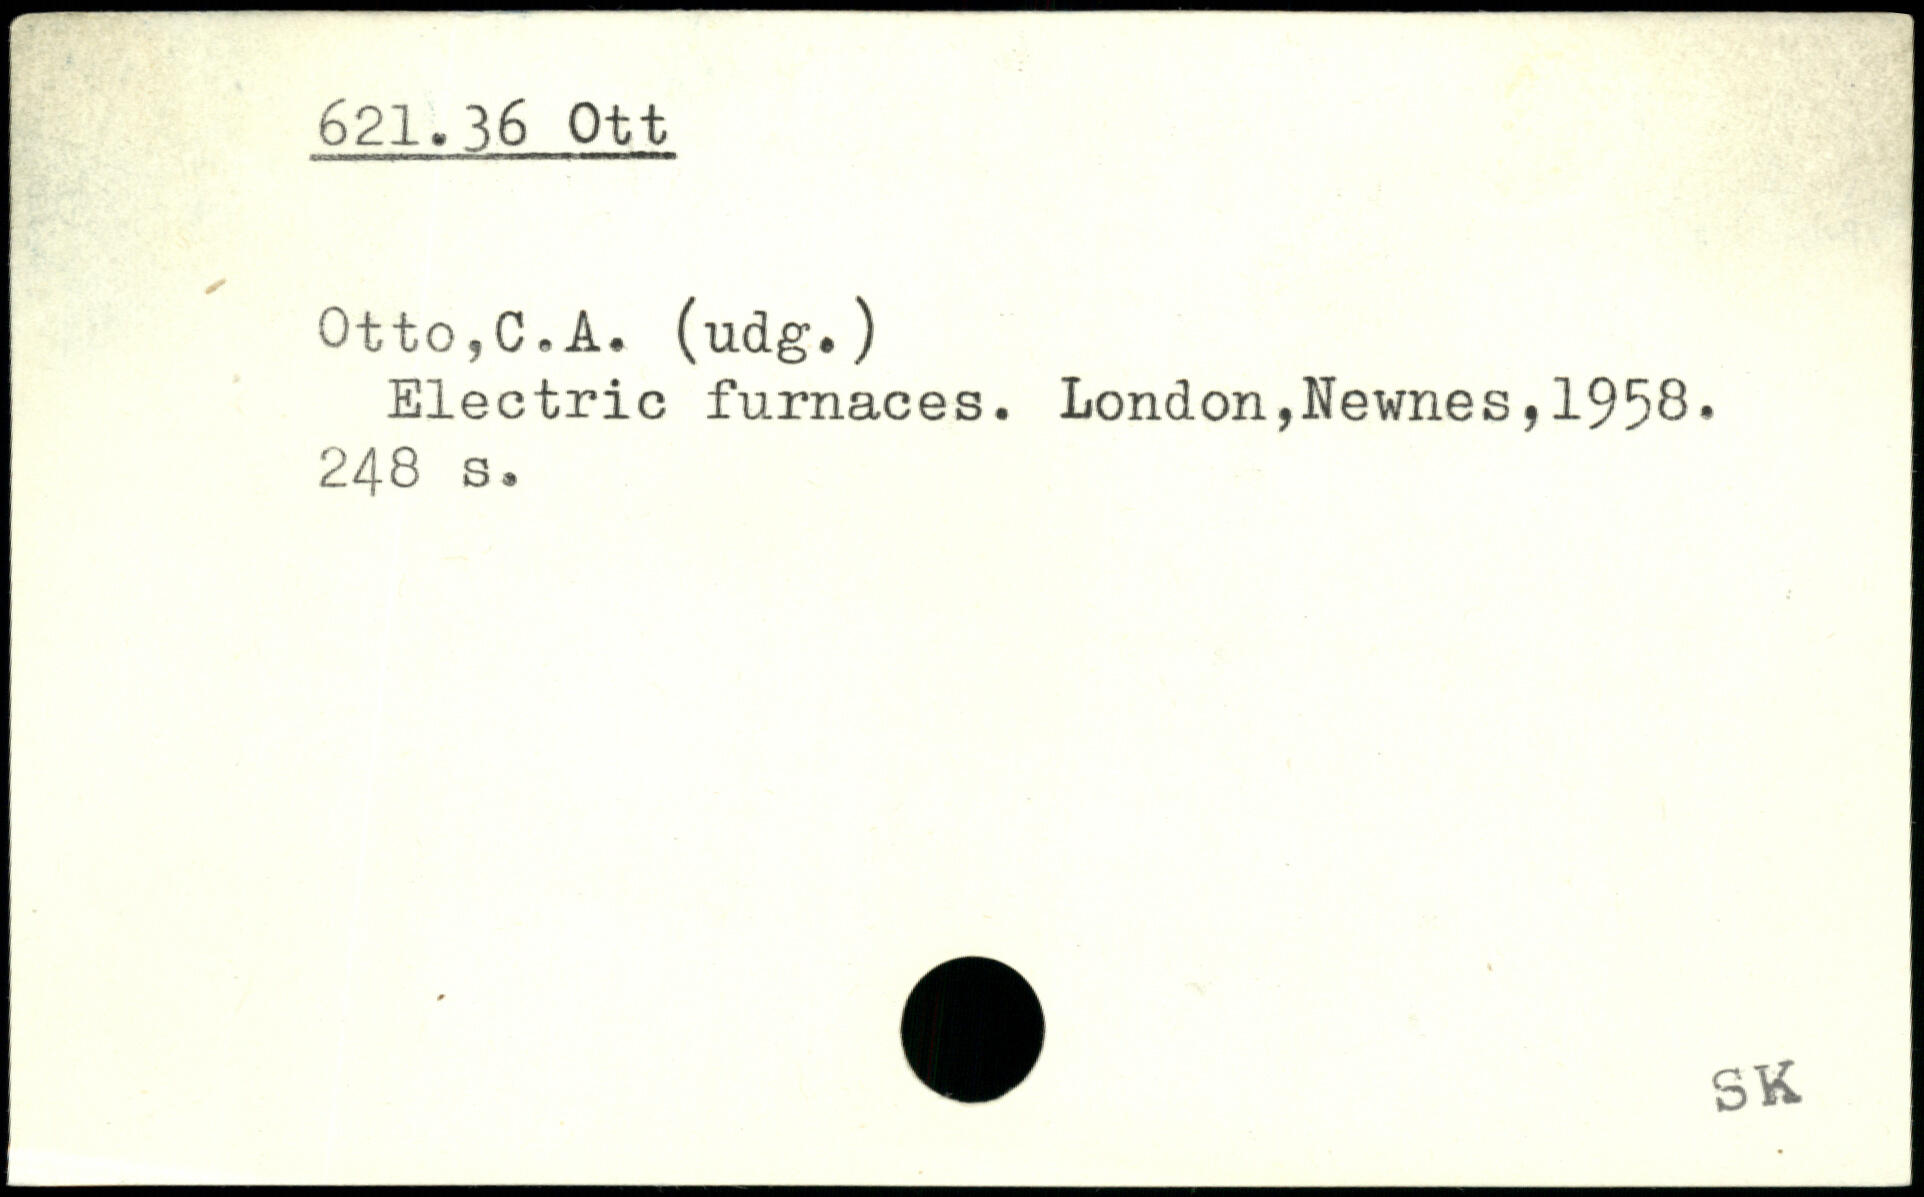 621.36 Ott
Otto,C.A. (udg.)
Electric furnaces. London,Newnes,1958.
248 s.
SK